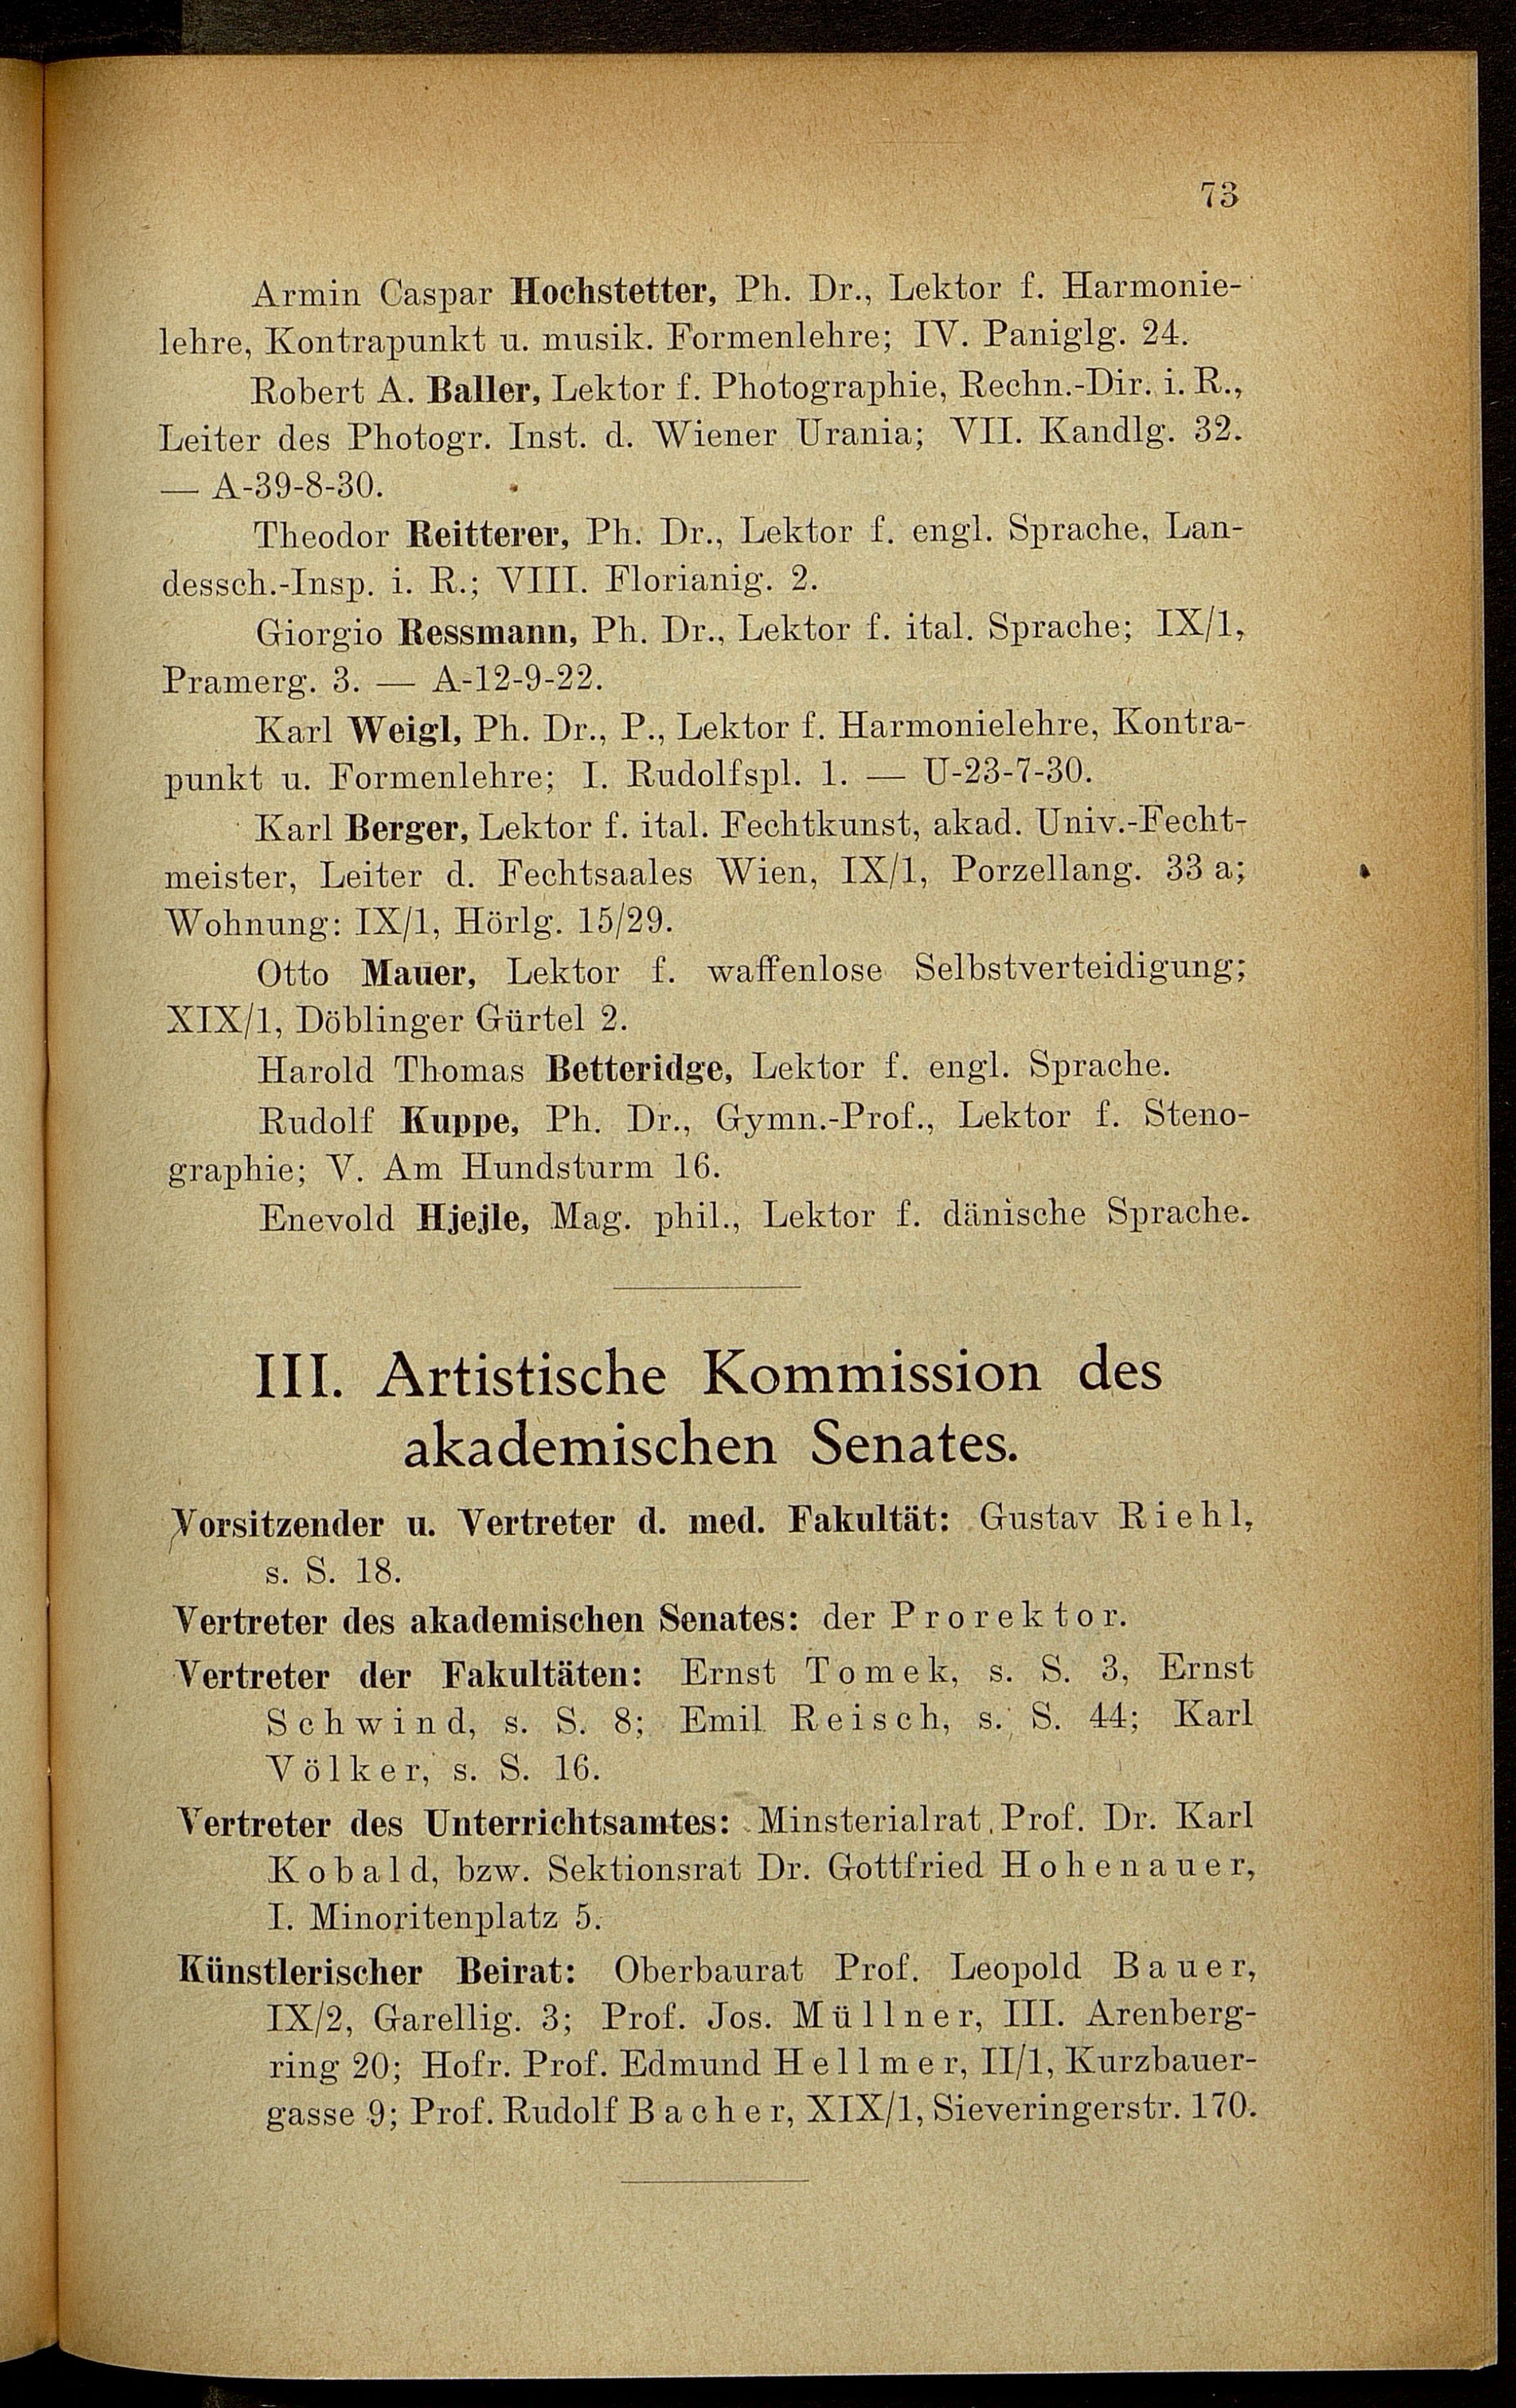 73
Armin Caspar Hochstetter, Ph. Dr., Lektor f. Harmonie-
lehre, Kontrapunkt u. musik. Formenlehre; IV. Paniglg. 24.
Robert A. Baller, Lektor f. Photographie, Rechn.-Dir. i. R.,
Leiter des Photogr. Inst. d. Wiener Urania; VII. Kandlg. 32.
— A-39-8-30.
Theodor Reitterer, Ph. Dr., Lektor f. engl. Sprache, Lan-
dessch.-Insp. i. R.; VIII. Florianig. 2.
Giorgio Ressmann, Ph. Dr., Lektor f. ital. Sprache; IX/1,
Pramerg. 3. — A-12-9-22.
Karl Weigl, Ph. Dr., P., Lektor f. Harmonielehre, Kontra-
punkt u. Formenlehre; I. Rudolfspl. 1. — U-23-7-30.
Karl Berger, Lektor f. ital. Fechtkunst, akad. Univ.-Fecht-
meister, Leiter d. Fechtsaales Wien, IX/1, Porzellang. 33 a;
Wohnung: IX/1, Hörlg. 15/29.
Otto Mauer, Lektor f. waffenlose Selbstverteidigung;
XIX/1, Döblinger Gürtel 2.
Harold Thomas Betteridge, Lektor f. engl. Sprache.
Rudolf Kuppe, Ph. Dr., Gymn.-Prof., Lektor f. Steno-
graphie; V. Am Hundsturm 16.
Enevold Hjejle, Mag. phil., Lektor f. dänische Sprache.
III. Artistische Kommission des
akademischen Senates.
Vorsitzender u. Vertreter d. med. Fakultät: Gustav Riehl,
s. S. 18.
Vertreter des akademischen Senates: der Prorektor.
Vertreter der Fakultäten: Ernst Tomek, s. S. 3, Ernst
Schwind, s. S. 8; Emil Reisch, s. S. 44; Karl
Völker, s. S. 16.
Vertreter des Unterrichtsamtes: Minsterialrat Prof. Dr. Karl
Kobald, bzw. Sektionsrat Dr. Gottfried Hohenauer,
I. Minoritenplatz 5.
Künstlerischer Beirat: Oberbaurat Prof. Leopold Bauer,
IX/2, Garellig. 3; Prof. Jos. Müllner, III. Arenberg-
ring 20; Hofr. Prof. Edmund Hellmer, II/1, Kurzbauer-
gasse 9; Prof. Rudolf Bacher, XIX/1, Sieveringerstr. 170.